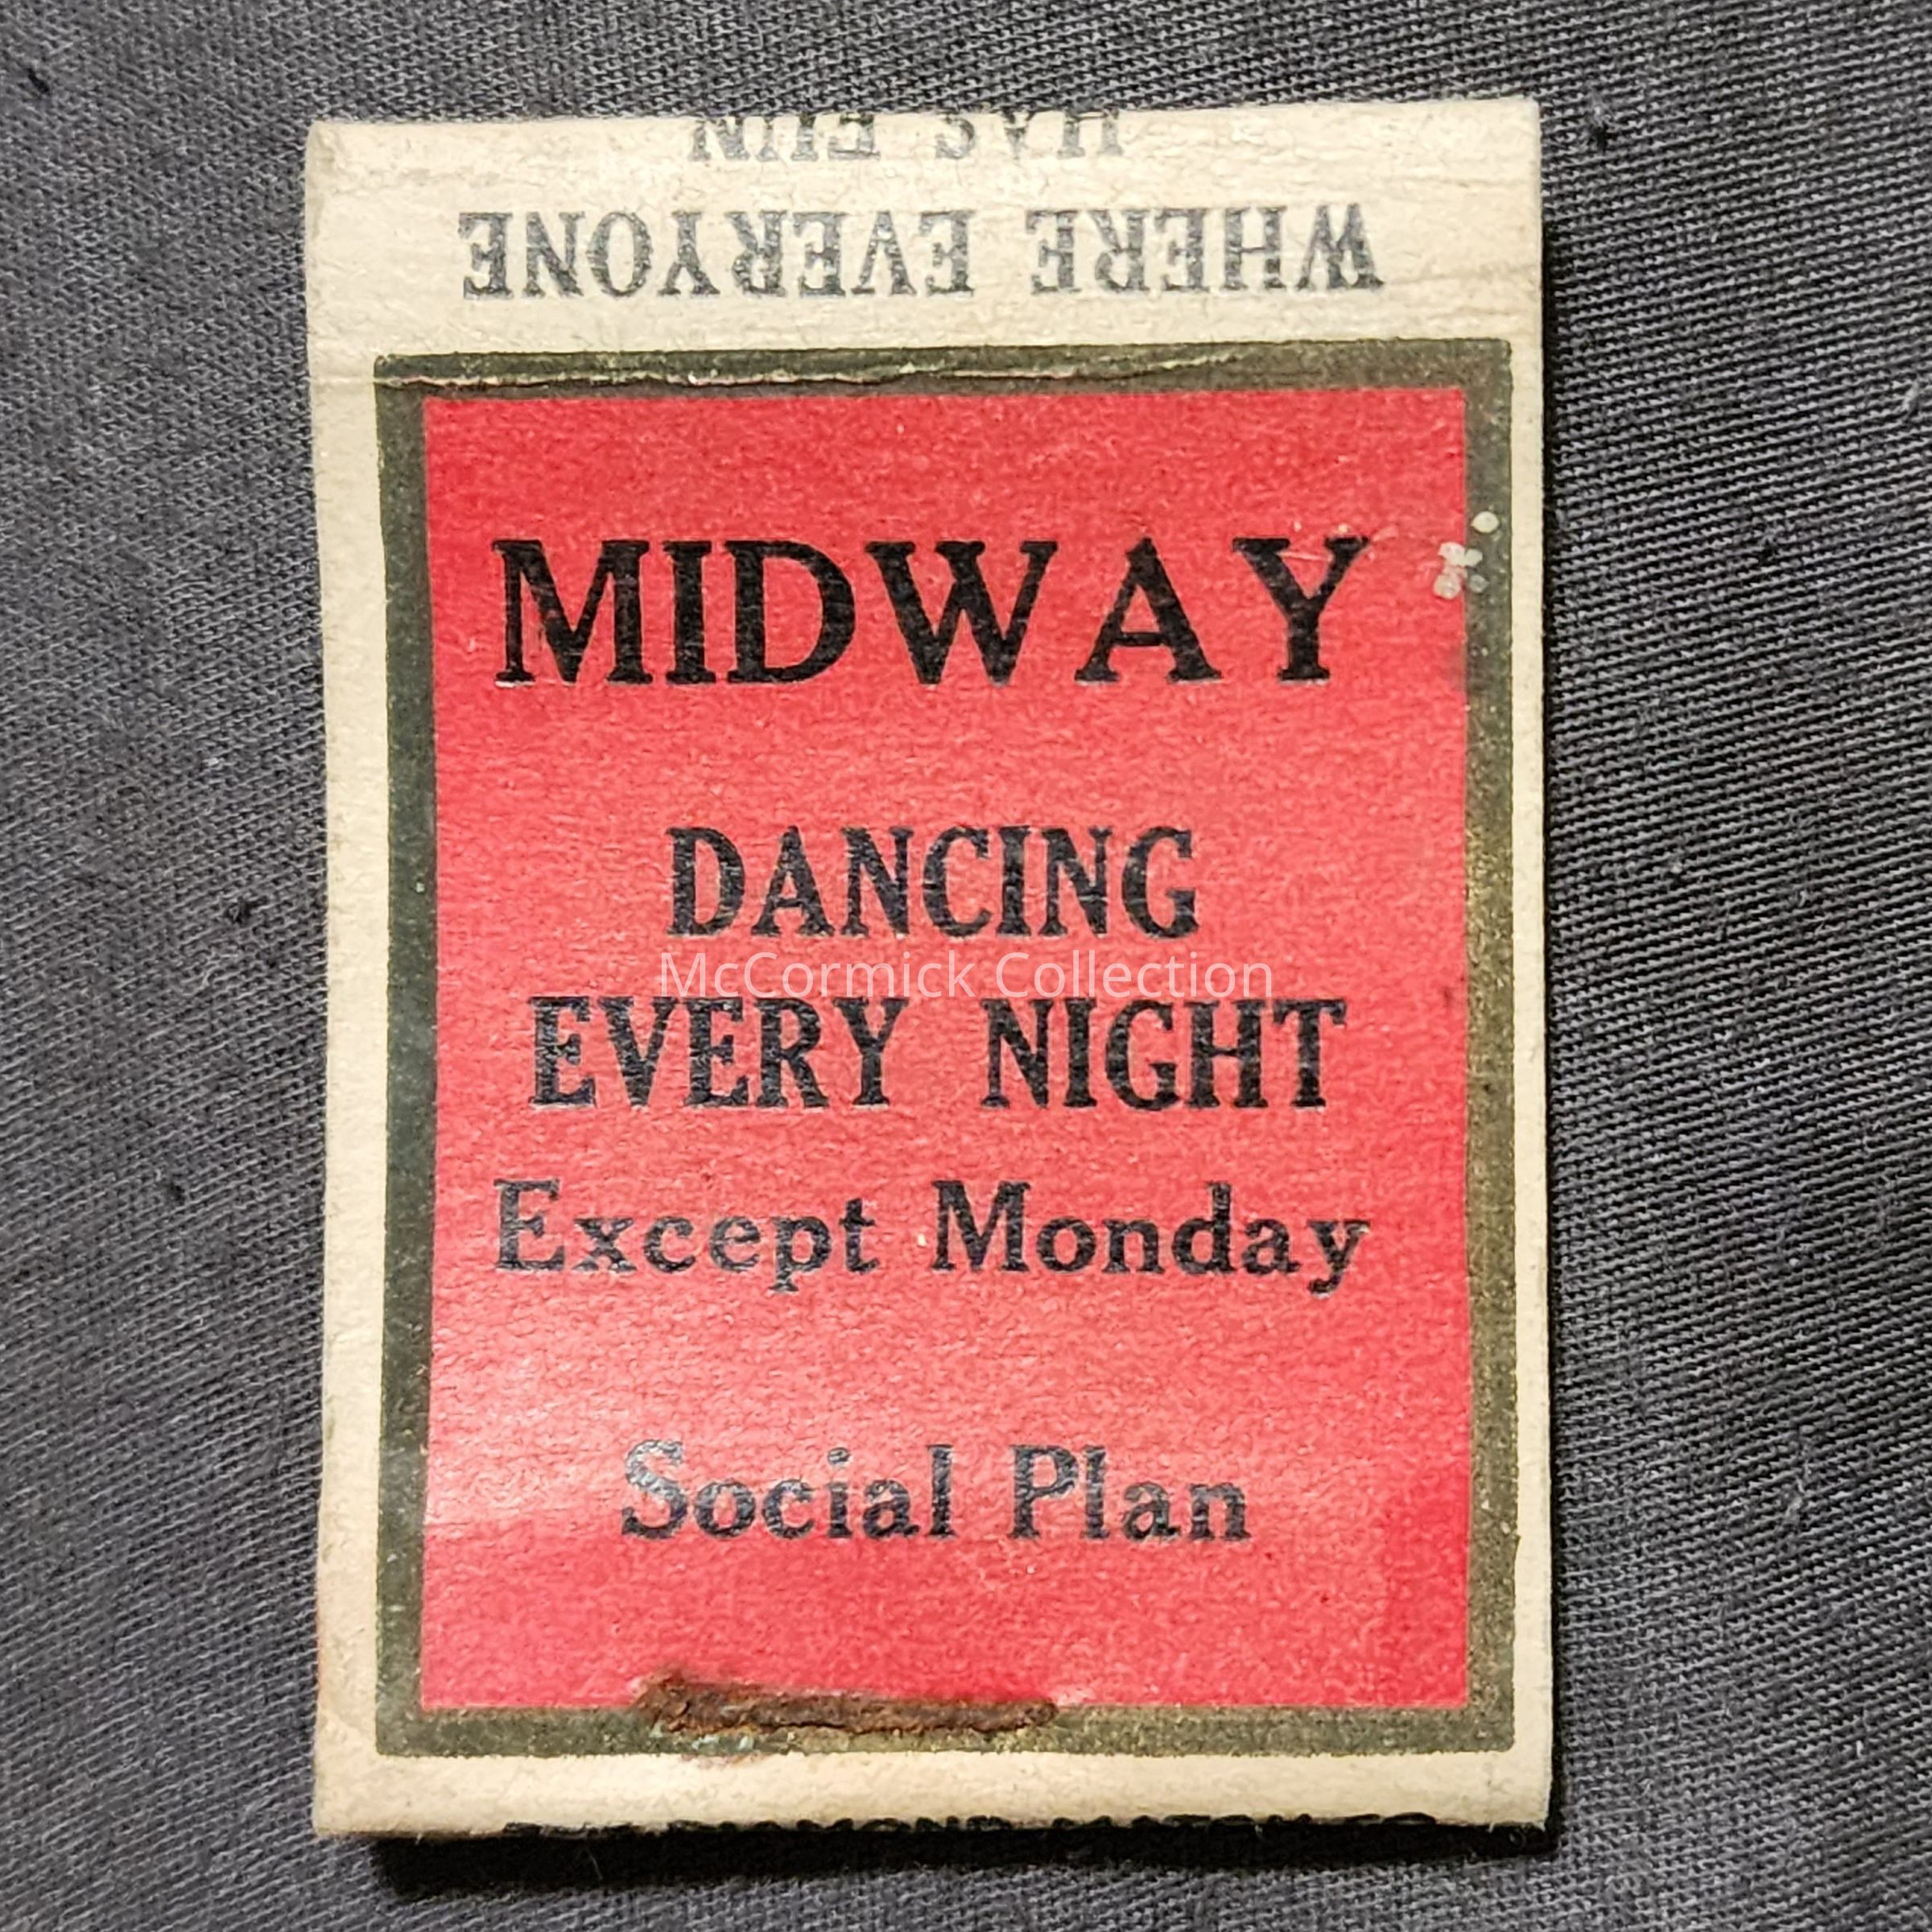 HAS FUN
WHERE EVERYONE
MIDWAY
DANCING
McCormick Collection
EVERY NIGHT
Except Monday
Social Plan